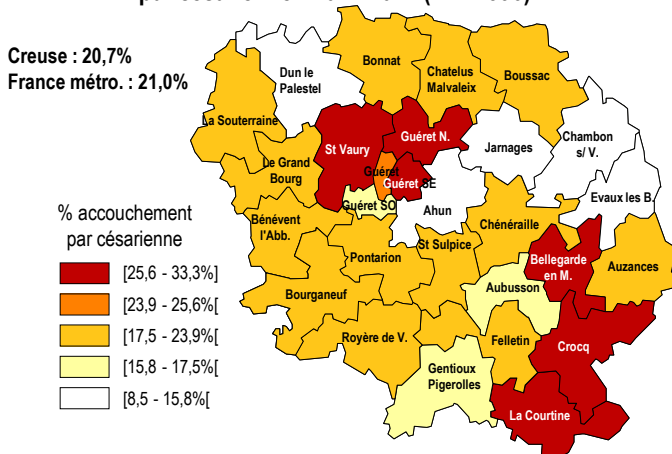 Creuse : 20,7%
France métro. : 21,0%
Dun le
Palestel
Bonnat
Chatelus
Malvaleix
Boussac
La Souterraine
St Vaury
Guéret N.
Jarnages
Chambon
s/ V.
Le Grand
Bourg
Guéret
Guéret SE
Guéret SO
Evaux les B.
Ahun
Bénévent
l'Abb.
Chénéraille
St Sulpice
Pontarion
Bellegarde
en M.
Auzances
Aubusson
Bourganeuf
Royère de V.
Felletin
Crocq
Gentioux
Pigerolles
La Courtine
% accouchement
par césarienne
[25,6 - 33,3%]
[23,9 - 25,6%[
[17,5 - 23,9%[
[15,8 - 17,5%[
[8,5 - 15,8%[